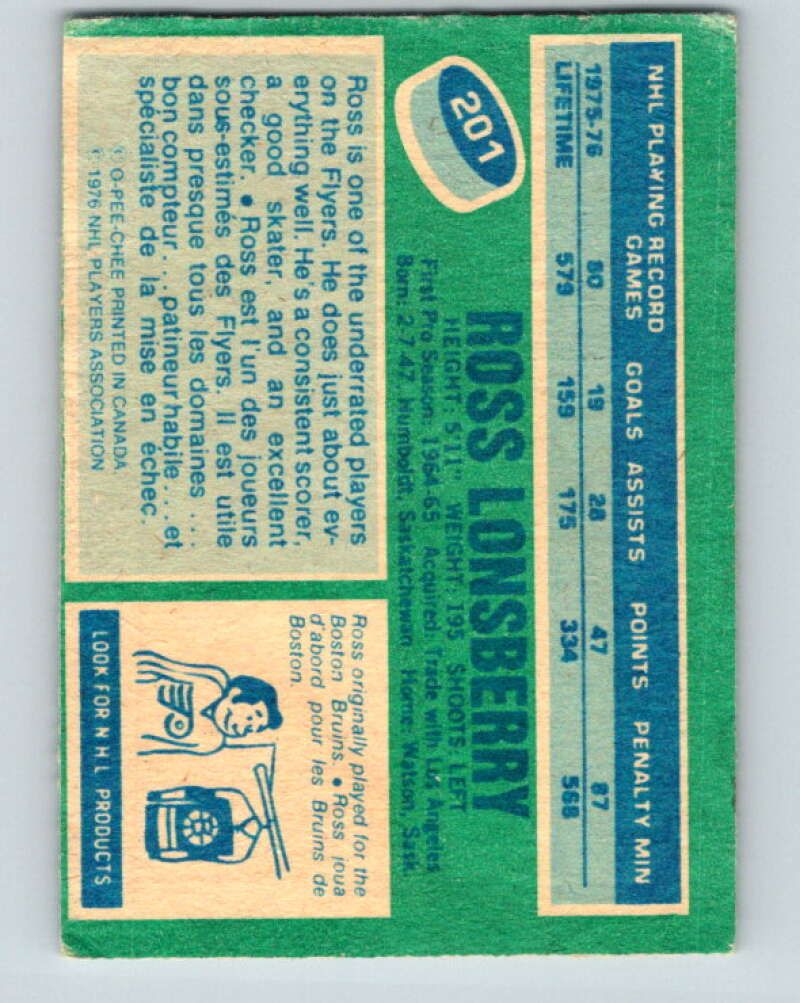 201
ROSS LONSBERRY
HEIGHT: 5'11" WEIGHT: 195 SHOOTS LEFT
First Pro Season: 1964-65 Acquired: Trade with Los Angeles
Born: 2-7-47, Humboldt, Saskatchewan Home: Watson, Sask.
NHL PLAYING RECORD
GAMES GOALS ASSISTS POINTS PENALTY MIN
1975-76 80 19 28 47 87
LIFETIME 579 159 175 334 568
Ross is one of the underrated players
on the Flyers. He does just about ev-
erything well. He's a consistent scorer,
a good skater, and an excellent
checker. • Ross est l'un des joueurs
sous-estimés des Flyers. Il est utile
dans presque tous les domaines ...
bon compteur... patineur habile... et
spécialiste de la mise en échec.
© O-PEE-CHEE PRINTED IN CANADA
© 1976 NHL PLAYERS ASSOCIATION
Ross originally played for the
Boston Bruins. • Ross joua
d'abord pour les Bruins de
Boston.
LOOK FOR NHL PRODUCTS